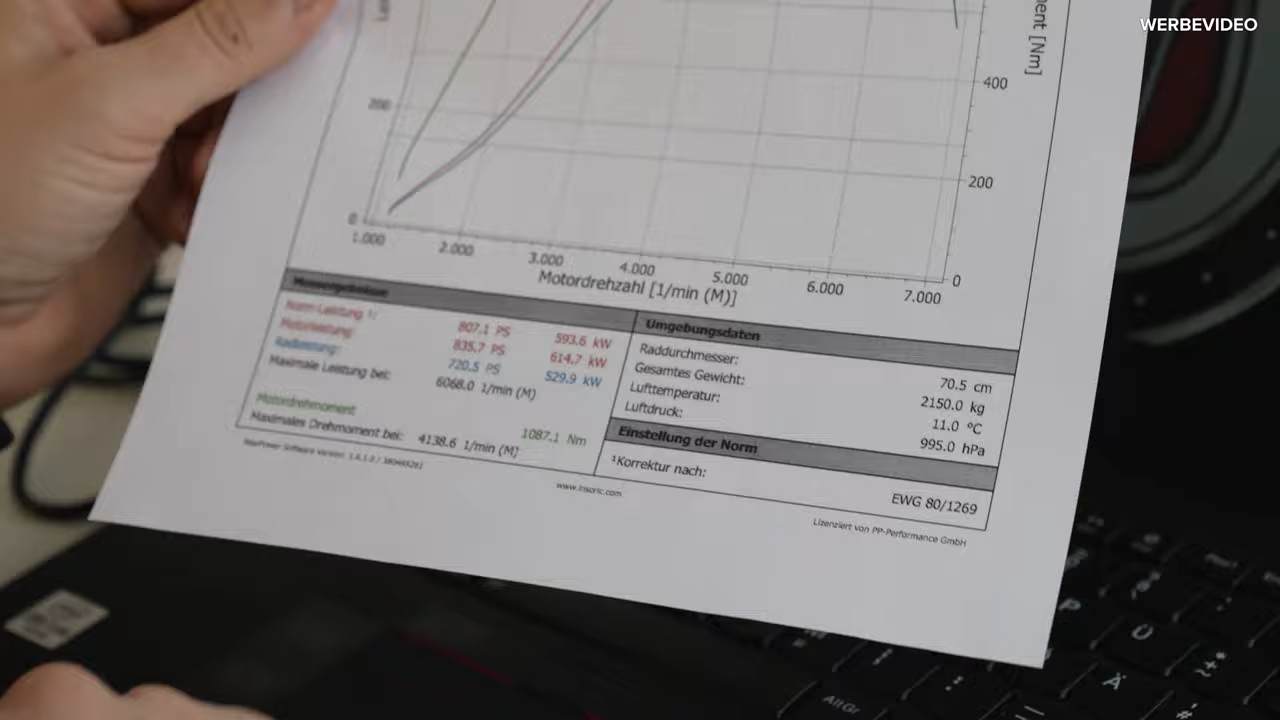 WERBEVIDEO
ment [Nm]
400
200
200
0
0
1.000 2.000 3.000 4.000 5.000 6.000 7.000
Motordrehzahl [1/min (M)]
Messergebnisse
Norm-Leistung ¹: 807.1 PS 593.6 kW
Motorleistung: 835.7 PS 614.7 kW
Radleistung: 720.5 PS 529.9 kW
Maximale Leistung bei: 6068.0 1/min (M)
Motordrehmoment 1087.1 Nm
Maximales Drehmoment bei: 4138.6 1/min (M)
Umgebungsdaten
Raddurchmesser: 70.5 cm
Gesamtes Gewicht: 2150.0 kg
Lufttemperatur: 11.0 °C
Luftdruck: 995.0 hPa
Einstellung der Norm
¹Korrektur nach: EWG 80/1269
www.insoric.com
Lizenziert von PP-Performance GmbH
P
Ü
Ä
AltGr
#